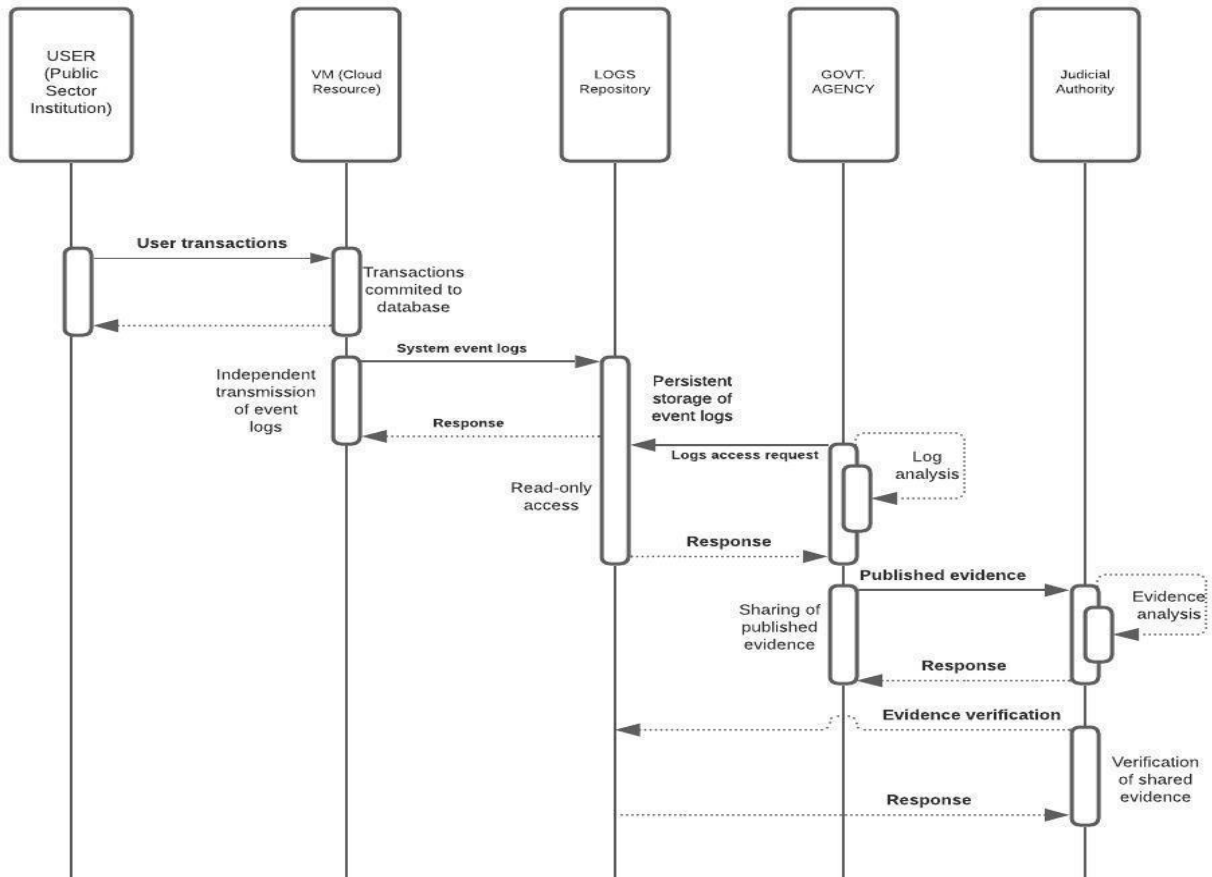 USER
(Public
Sector
Institution)
VM (Cloud
Resource)
LOGS
Repository
GOVT.
AGENCY
Judicial
Authority
User transactions
Transactions
commited to
database
System event logs
Independent
transmission
of event
logs
Persistent
storage of
event logs
Response
Logs access request
Log
analysis
Read-only
access
Response
Published evidence
Evidence
analysis
Sharing of
published
evidence
Response
Evidence verification
Verification
of shared
evidence
Response